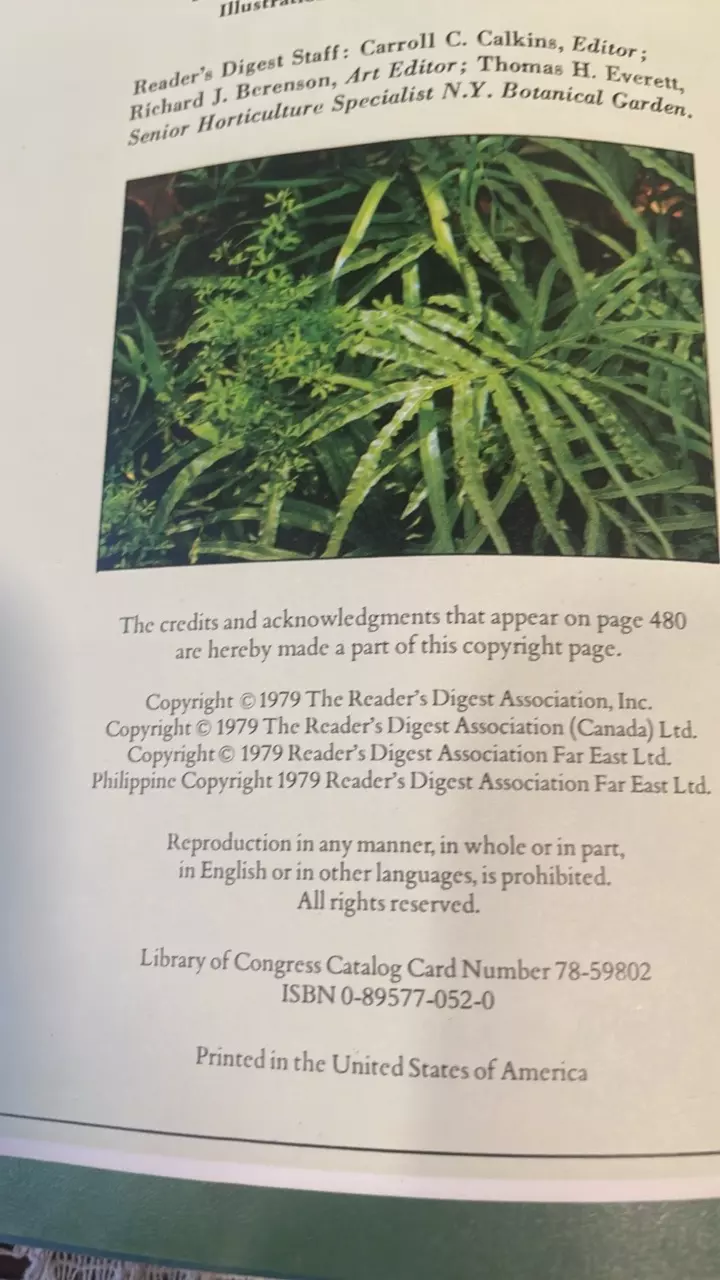 Reader's Digest Staff: Carroll C. Calkins, Editor;
Richard J. Berenson, Art Editor; Thomas H. Everett,
Senior Horticulture Specialist N.Y. Botanical Garden.
The credits and acknowledgments that appear on page 480
are hereby made a part of this copyright page.
Copyright © 1979 The Reader's Digest Association, Inc.
Copyright © 1979 The Reader's Digest Association (Canada) Ltd.
Copyright © 1979 Reader's Digest Association Far East Ltd.
Philippine Copyright 1979 Reader's Digest Association Far East Ltd.
Reproduction in any manner, in whole or in part,
in English or in other languages, is prohibited.
All rights reserved.
Library of Congress Catalog Card Number 78-59802
ISBN 0-89577-052-0
Printed in the United States of America